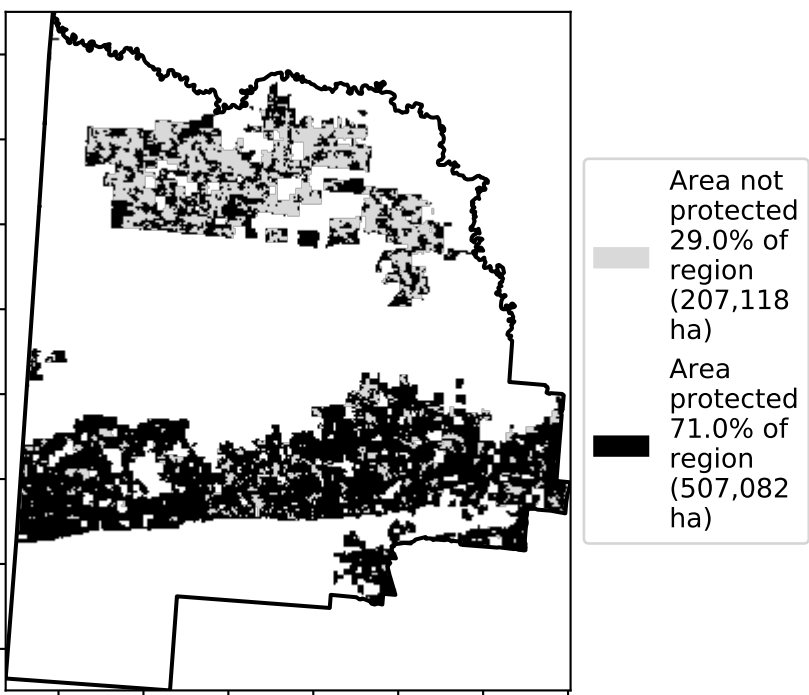 Area not
protected
29.0% of
region
(207,118
ha)
Area
protected
71.0% of
region
(507,082
ha)